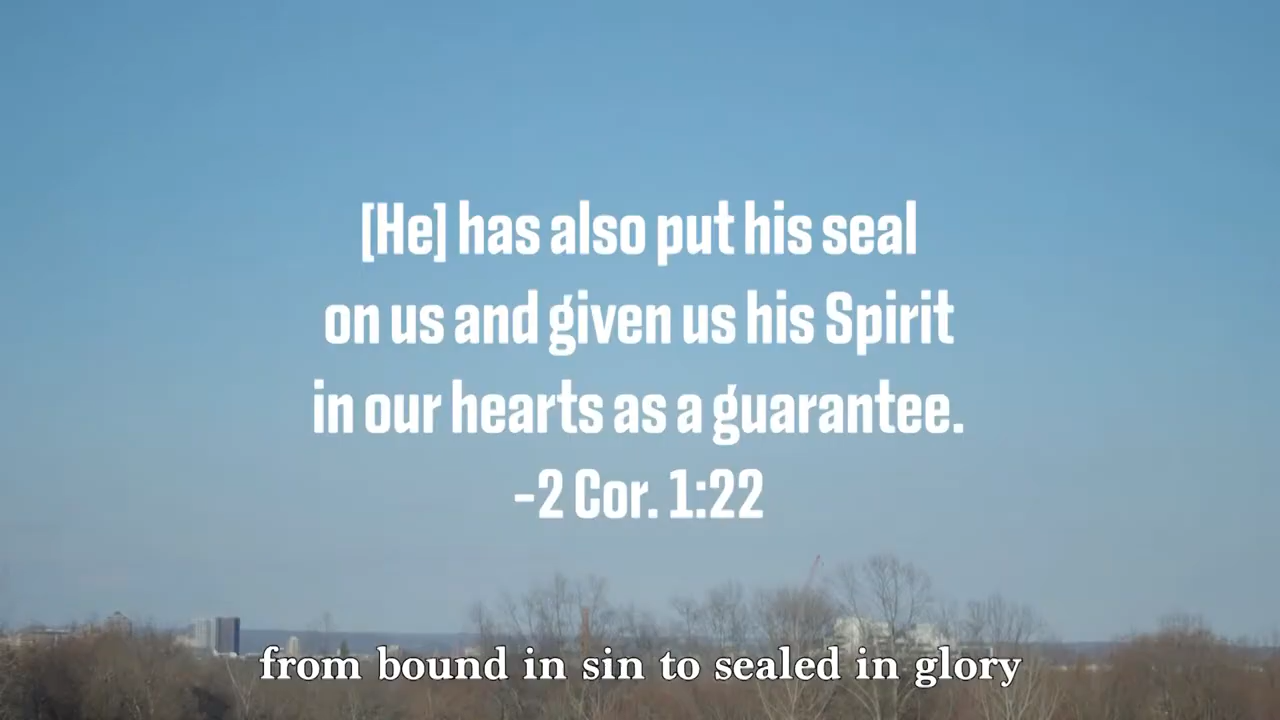 [He] has also put his seal
on us and given us his Spirit
in our hearts as a guarantee.
-2 Cor. 1:22
from bound in sin to sealed in glory